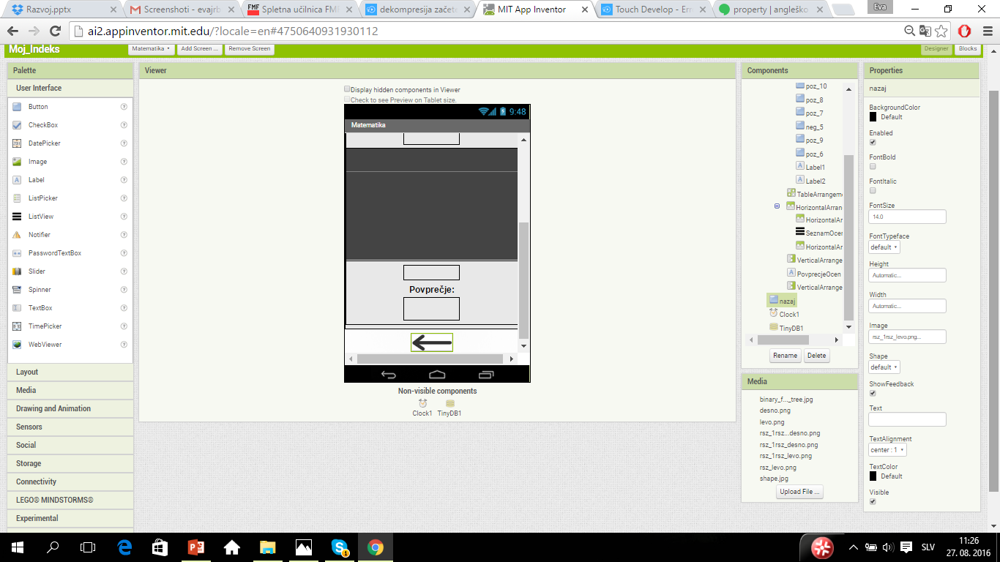 Razvoj.pptx
Screenshoti - evajrb
Spletna učilnica FMF
dekompresija začete
MIT App Inventor
Touch Develop - Err
property | angleško
Eva
ai2.appinventor.mit.edu/?locale=en#4750640931930112
Moj_Indeks
Matematika
Add Screen ...
Remove Screen
Designer
Blocks
Palette
User Interface
Button
CheckBox
DatePicker
Image
Label
ListPicker
ListView
Notifier
PasswordTextBox
Slider
Spinner
TextBox
TimePicker
WebViewer
Layout
Media
Drawing and Animation
Sensors
Social
Storage
Connectivity
LEGO® MINDSTORMS®
Experimental
Viewer
Display hidden components in Viewer
Check to see Preview on Tablet size.
9:48
Matematika
Povprečje:
Non-visible components
Clock1
TinyDB1
Components
poz_10
poz_8
poz_7
neg_5
poz_9
poz_6
Label1
Label2
TableArrangeme
HorizontalArran
HorizontalAr
SeznamOcer
HorizontalAr
VerticalArrange
PovprecjeOcen
VerticalArrange
nazaj
Clock1
TinyDB1
Rename
Delete
Media
binary_f..._tree.jpg
desno.png
levo.png
rsz_1rsz...desno.png
rsz_1rsz_desno.png
rsz_1rsz_levo.png
rsz_levo.png
shape.jpg
Upload File ...
Properties
nazaj
BackgroundColor
Default
Enabled
FontBold
FontItalic
FontSize
14.0
FontTypeface
default
Height
Automatic...
Width
Automatic...
Image
rsz_1rsz_levo.png...
Shape
default
ShowFeedback
Text
TextAlignment
center : 1
TextColor
Default
Visible
1
SLV
11:26
27. 08. 2016